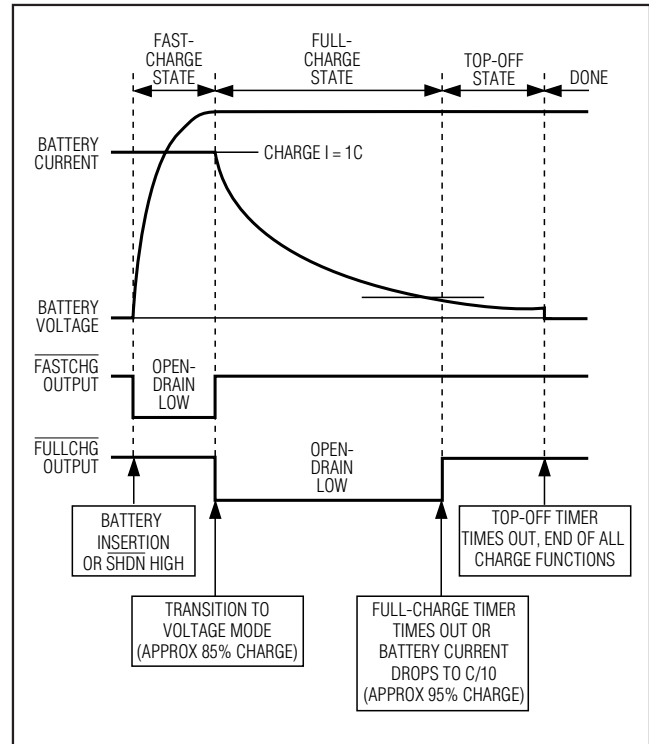 FAST-
CHARGE
STATE
FULL-
CHARGE
STATE
TOP-OFF
STATE
DONE
BATTERY
CURRENT
CHARGE I = 1C
BATTERY
VOLTAGE
FASTCHG
OUTPUT
OPEN-
DRAIN
LOW
FULLCHG
OUTPUT
OPEN-
DRAIN
LOW
BATTERY
INSERTION
OR SHDN HIGH
TRANSITION TO
VOLTAGE MODE
(APPROX 85% CHARGE)
FULL-CHARGE TIMER
TIMES OUT OR
BATTERY CURRENT
DROPS TO C/10
(APPROX 95% CHARGE)
TOP-OFF TIMER
TIMES OUT, END OF ALL
CHARGE FUNCTIONS